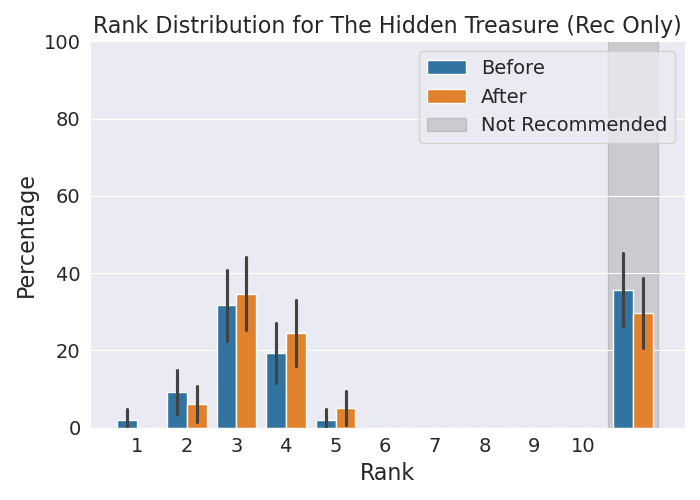 Rank Distribution for The Hidden Treasure (Rec Only)
100
80
60
40
20
0
Percentage
Before
After
Not Recommended
1 2 3 4 5 6 7 8 9 10
Rank